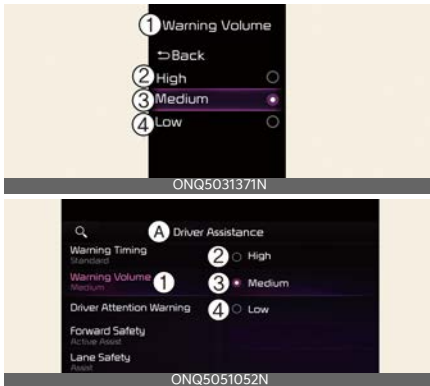 1 Warning Volume
Back
2 High
3 Medium
4 Low
ONQ5031371N
A Driver Assistance
Warning Timing
Standard
2 High
Warning Volume 1
Medium
3 Medium
Driver Attention Warning
4 Low
Forward Safety
Active Assist
Lane Safety
Assist
ONQ5051052N